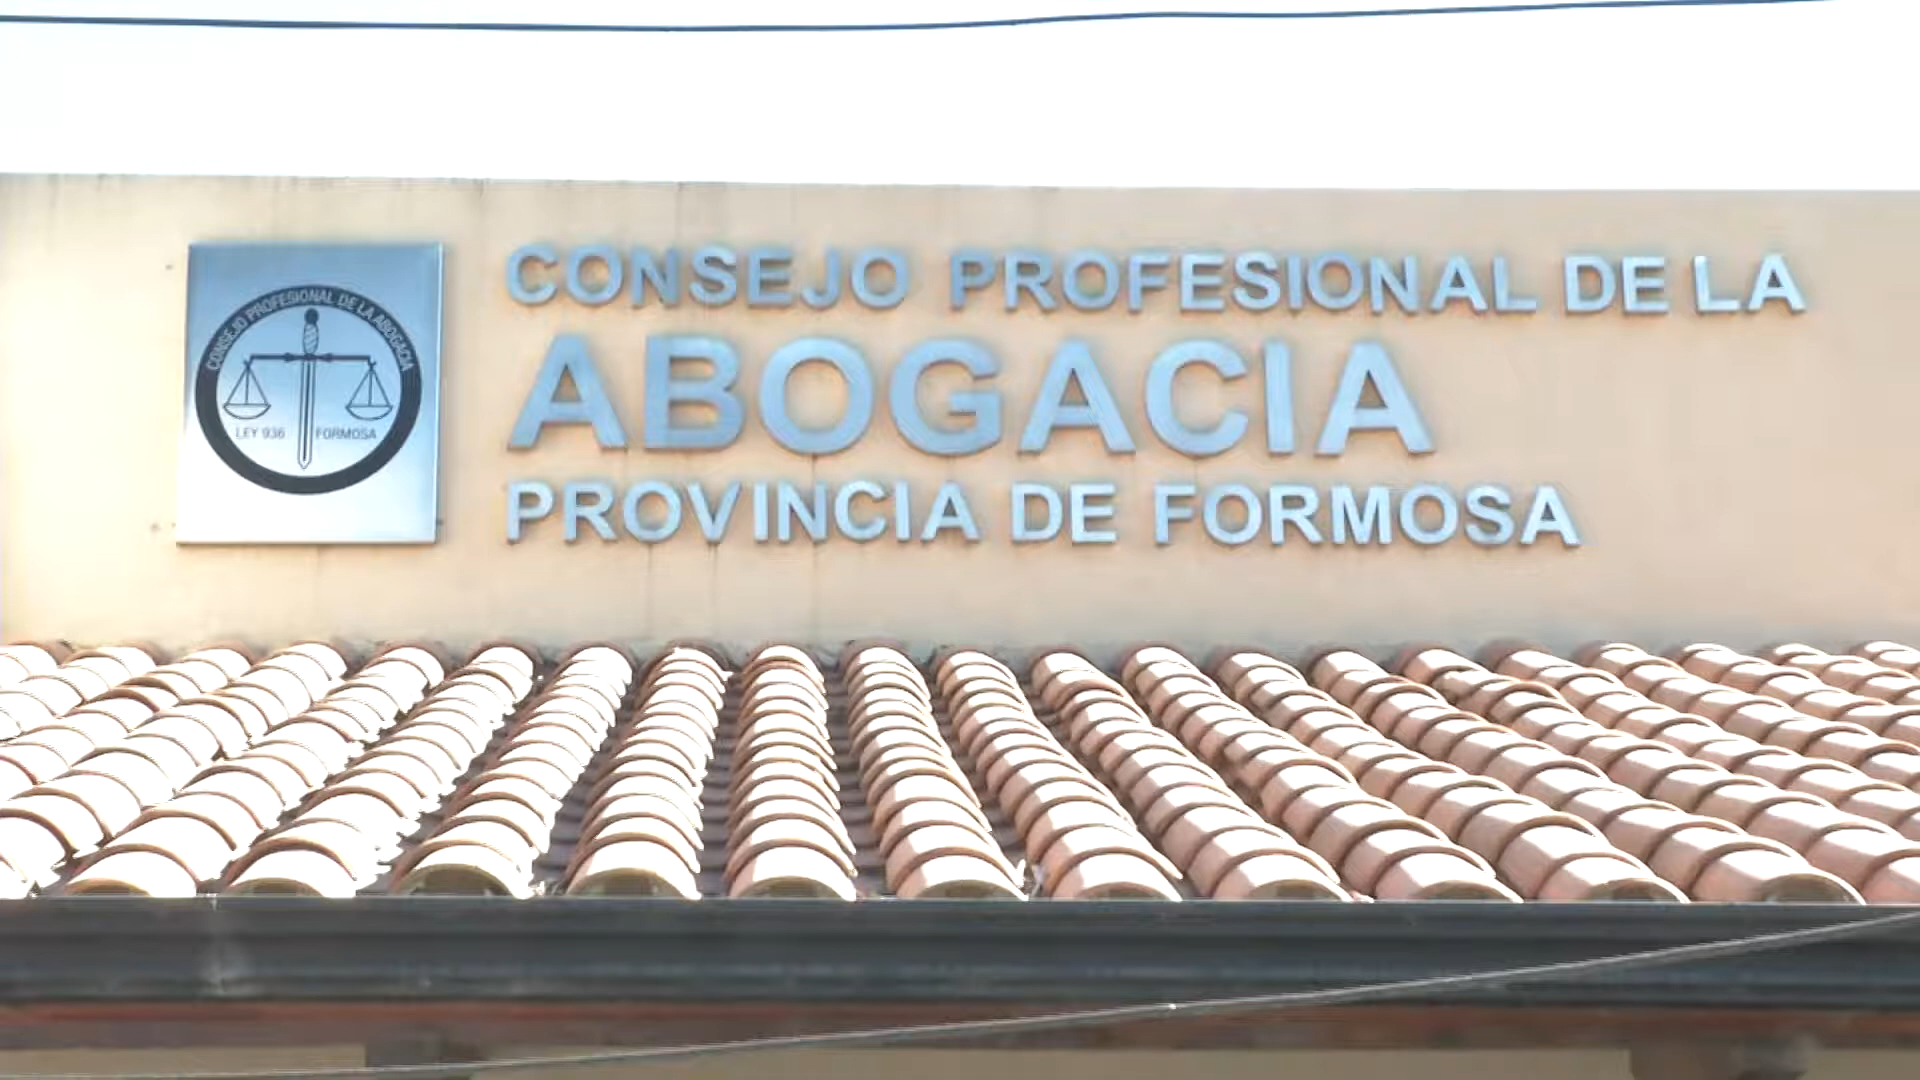 CONSEJO PROFESIONAL DE LA ABOGACIA
LEY 936 FORMOSA
CONSEJO PROFESIONAL DE LA
ABOGACIA
PROVINCIA DE FORMOSA